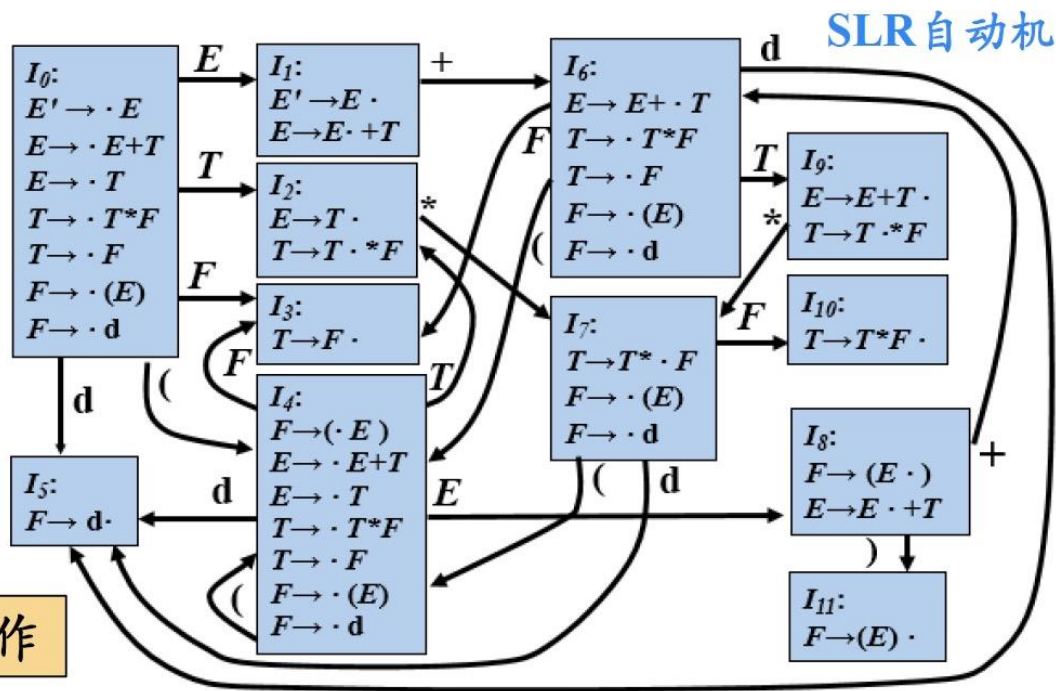 SLR自动机
I0:
E' → · E
E → · E+T
E → · T
T → · T*F
T → · F
F → · (E)
F → · d
E
T
F
d
(
I1:
E' → E ·
E → E · +T
+
I2:
E → T ·
T → T · *F
*
I3:
T → F ·
F
T
I4:
F → (· E )
E → · E+T
E → · T
T → · T*F
T → · F
F → · (E)
F → · d
d
E
(
I5:
F → d·
I6:
E → E+ · T
T → · T*F
T → · F
F → · (E)
F → · d
d
F
(
T
I7:
T → T* · F
F → · (E)
F → · d
F
(
d
I8:
F → (E · )
E → E · +T
+
)
I9:
E → E+T ·
T → T ·*F
*
I10:
T → T*F ·
I11:
F → (E) ·
作